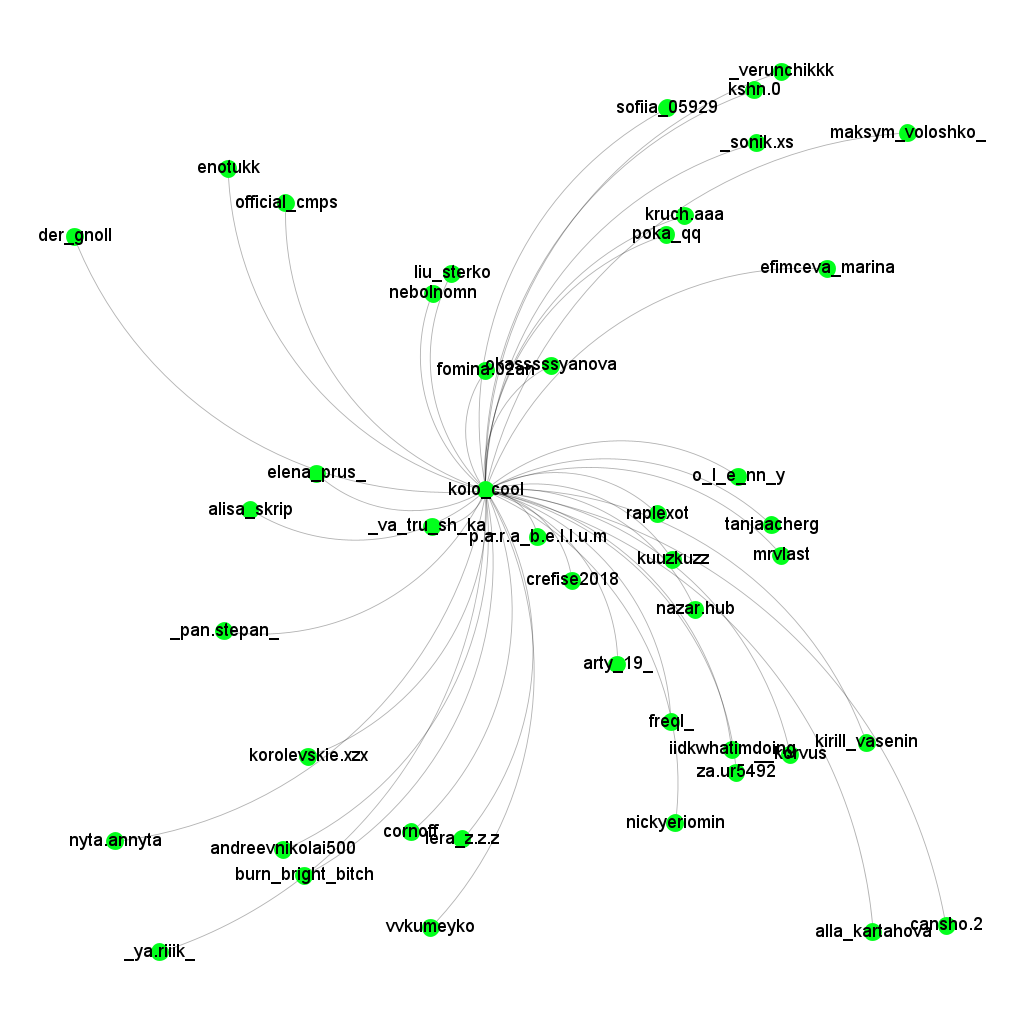 _verunchikkk
kshn.0
sofiia_05929
maksym_voloshko_
_sonik.xs
enotukk
official_cmps
kruch.aaa
poka_qq
der_gnoll
efimceva_marina
liu_sterko
nebolnomn
fomina.02an
okasssssyanova
elena_prus_
o_l_e_nn_y
kolo_cool
alisa_skrip
raplexot
_va_tru_sh_ka_
tanjaacherg
p.a.r.a_b.e.l.l.u.m
mrvlast
kuuzkuzz
crefise2018
nazar.hub
_pan.stepan_
arty_19_
freql_
kirill_vasenin
iidkwhatimdoing
__korvus
korolevskie.xzx
za.ur5492
nickyeriomin
cornoff
lera_z.z.z
nyta.annyta
andreevnikolai500
burn_bright_bitch
vvkumeyko
alla_kartahova
cansho.2
_ya.riiik_